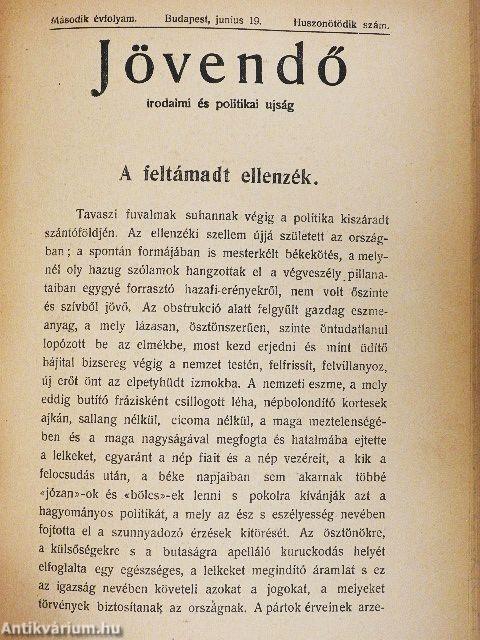 Második évfolyam. Budapest, junius 19. Huszonötödik szám.
Jövendő
irodalmi és politikai ujság
A feltámadt ellenzék.
Tavaszi fuvalmak suhannak végig a politika kiszáradt
szántóföldjén. Az ellenzéki szellem újjá született az ország-
ban; a spontán formájában is mesterkélt békekötés, a mely-
nél oly hazug szólamok hangzottak el a végveszély pillana-
taiban egygyé forrasztó hazafi-erényekről, nem volt őszinte
és szívből jövő. Az obstrukció alatt felgyűlt gazdag eszme-
anyag, a mely lázasan, ösztönszerűen, szinte öntudatlanul
lopózott be az elmékbe, most kezd erjedni és mint üdítő
hájital bizsereg végig a nemzet testén, felfrissít, felvillanyoz,
új erőt önt az elpetyhüdt izmokba. A nemzeti eszme, a mely
eddig butító frázisként csillogott léha, népbolondító kortesek
ajkán, sallang nélkül, cicoma nélkül, a maga meztelenségé-
ben és a maga nagyságával megfogta és hatalmába ejtette
a lelkeket, egyaránt a nép fiait és a nép vezéreit, a kik a
felocsudás után, a béke napjaiban sem akarnak többé
«józan»-ok és «bölcs»-ek lenni s pokolra kívánják azt a
hagyományos politikát, a mely az ész s eszélyesség nevében
fojtotta el a szunnyadozó érzések kitörését. Az ösztönökre,
a külsőségekre s a butaságra apelláló kuruckodás helyét
elfoglalta egy egészséges, a lelkeket megindító áramlat s ez
az igazság nevében követeli azokat a jogokat, a melyeket
törvények biztosítanak az országnak. A pártok érveinek arze-
Antikvárium.hu